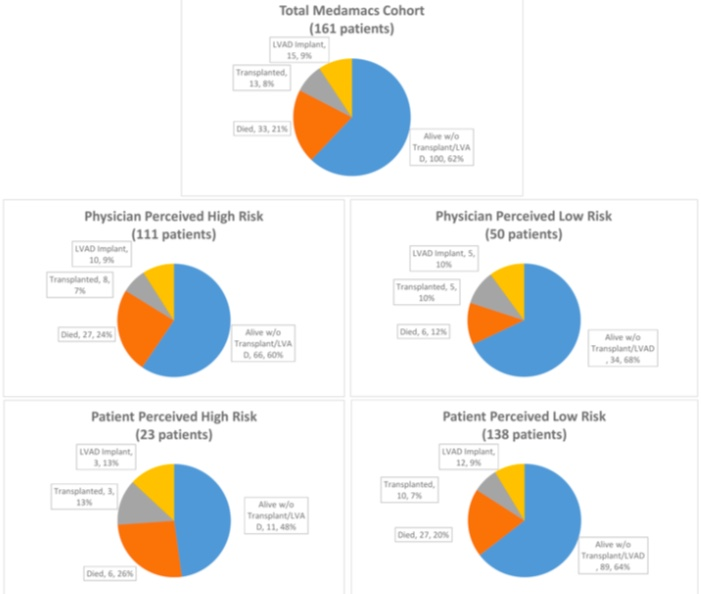 Total Medamacs Cohort
(161 patients)
LVAD Implant,
15, 9%
Transplanted,
13, 8%
Died, 33, 21%
Alive w/o
Transplant/LVA
D, 100, 62%
Physician Perceived High Risk
(111 patients)
LVAD Implant,
10, 9%
Transplanted, 8,
7%
Died, 27, 24%
Alive w/o
Transplant/LVA
D, 66, 60%
Physician Perceived Low Risk
(50 patients)
LVAD Implant, 5,
10%
Transplanted, 5,
10%
Died, 6, 12%
Alive w/o
Transplant/LVAD
, 34, 68%
Patient Perceived High Risk
(23 patients)
LVAD Implant,
3, 13%
Transplanted, 3,
13%
Died, 6, 26%
Alive w/o
Transplant/LVA
D, 11, 48%
Patient Perceived Low Risk
(138 patients)
LVAD Implant,
12, 9%
Transplanted,
10, 7%
Died, 27, 20%
Alive w/o
Transplant/LVAD
, 89, 64%